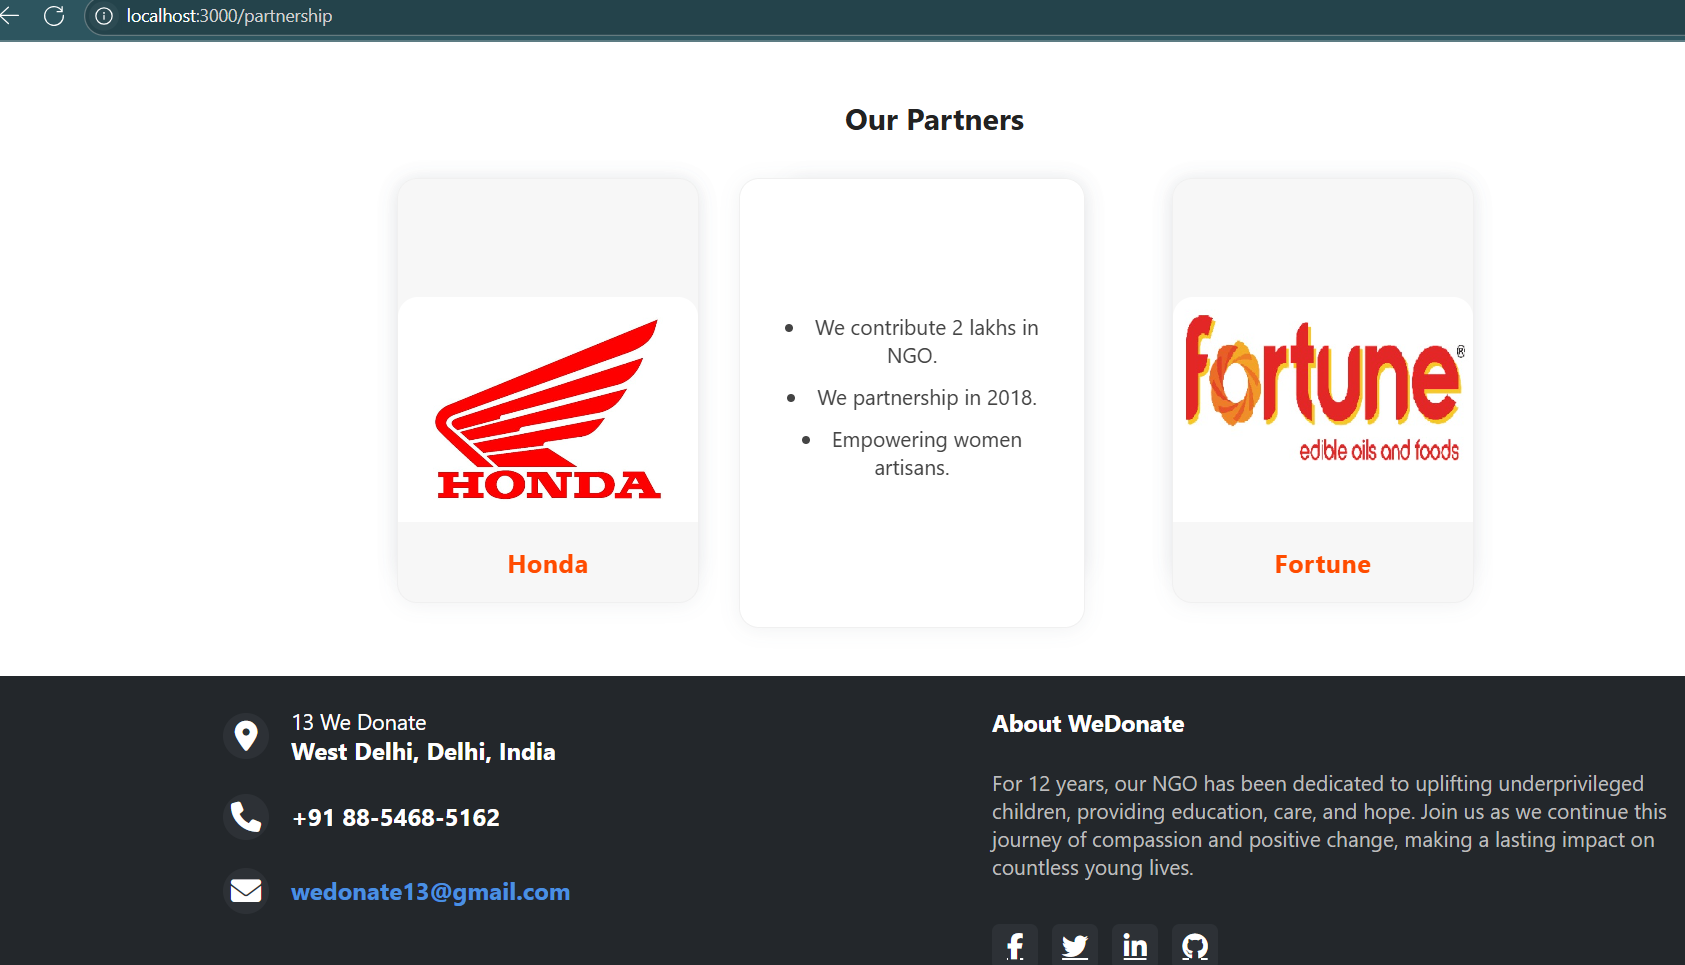 localhost:3000/partnership
Our Partners
HONDA
Honda
• We contribute 2 lakhs in
NGO.
• We partnership in 2018.
• Empowering women
artisans.
fortune®
edible oils and foods
Fortune
13 We Donate
West Delhi, Delhi, India
+91 88-5468-5162
wedonate13@gmail.com
About WeDonate
For 12 years, our NGO has been dedicated to uplifting underprivileged
children, providing education, care, and hope. Join us as we continue this
journey of compassion and positive change, making a lasting impact on
countless young lives.